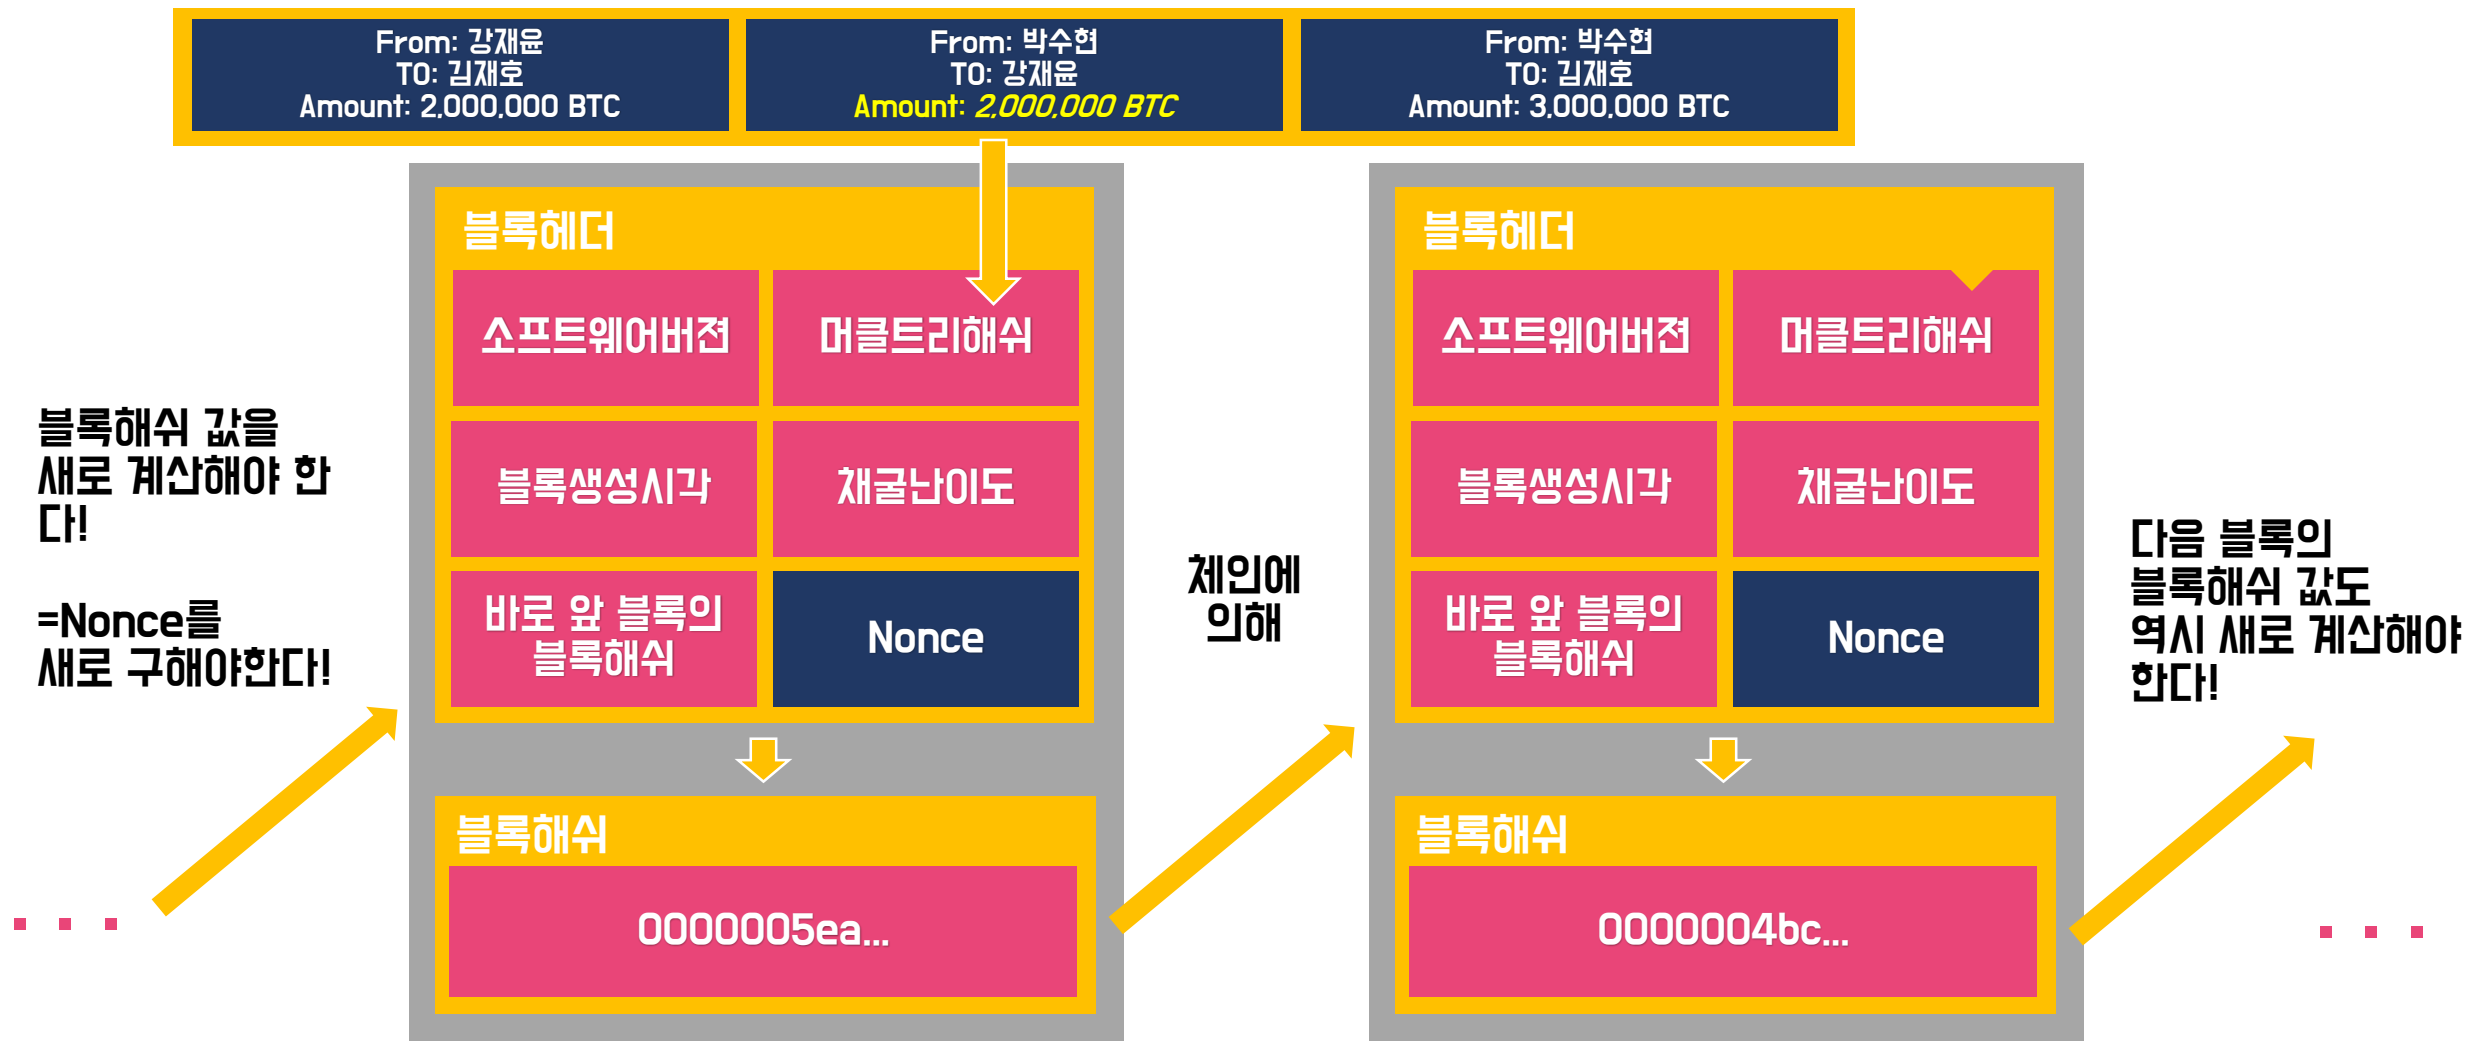 From: 강재윤
TO: 김재호
Amount: 2,000,000 BTC
From: 박수현
TO: 강재윤
Amount: 2,000,000 BTC
From: 박수현
TO: 김재호
Amount: 3,000,000 BTC
블록해쉬 값을
새로 계산해야 한
다!
=Nonce를
새로 구해야한다!
블록헤더
소프트웨어버젼
머클트리해쉬
블록생성시각
채굴난이도
바로 앞 블록의
블록해쉬
Nonce
블록해쉬
0000005ea...
체인에
의해
블록헤더
소프트웨어버젼
머클트리해쉬
블록생성시각
채굴난이도
바로 앞 블록의
블록해쉬
Nonce
블록해쉬
0000004bc...
다음 블록의
블록해쉬 값도
역시 새로 계산해야
한다!